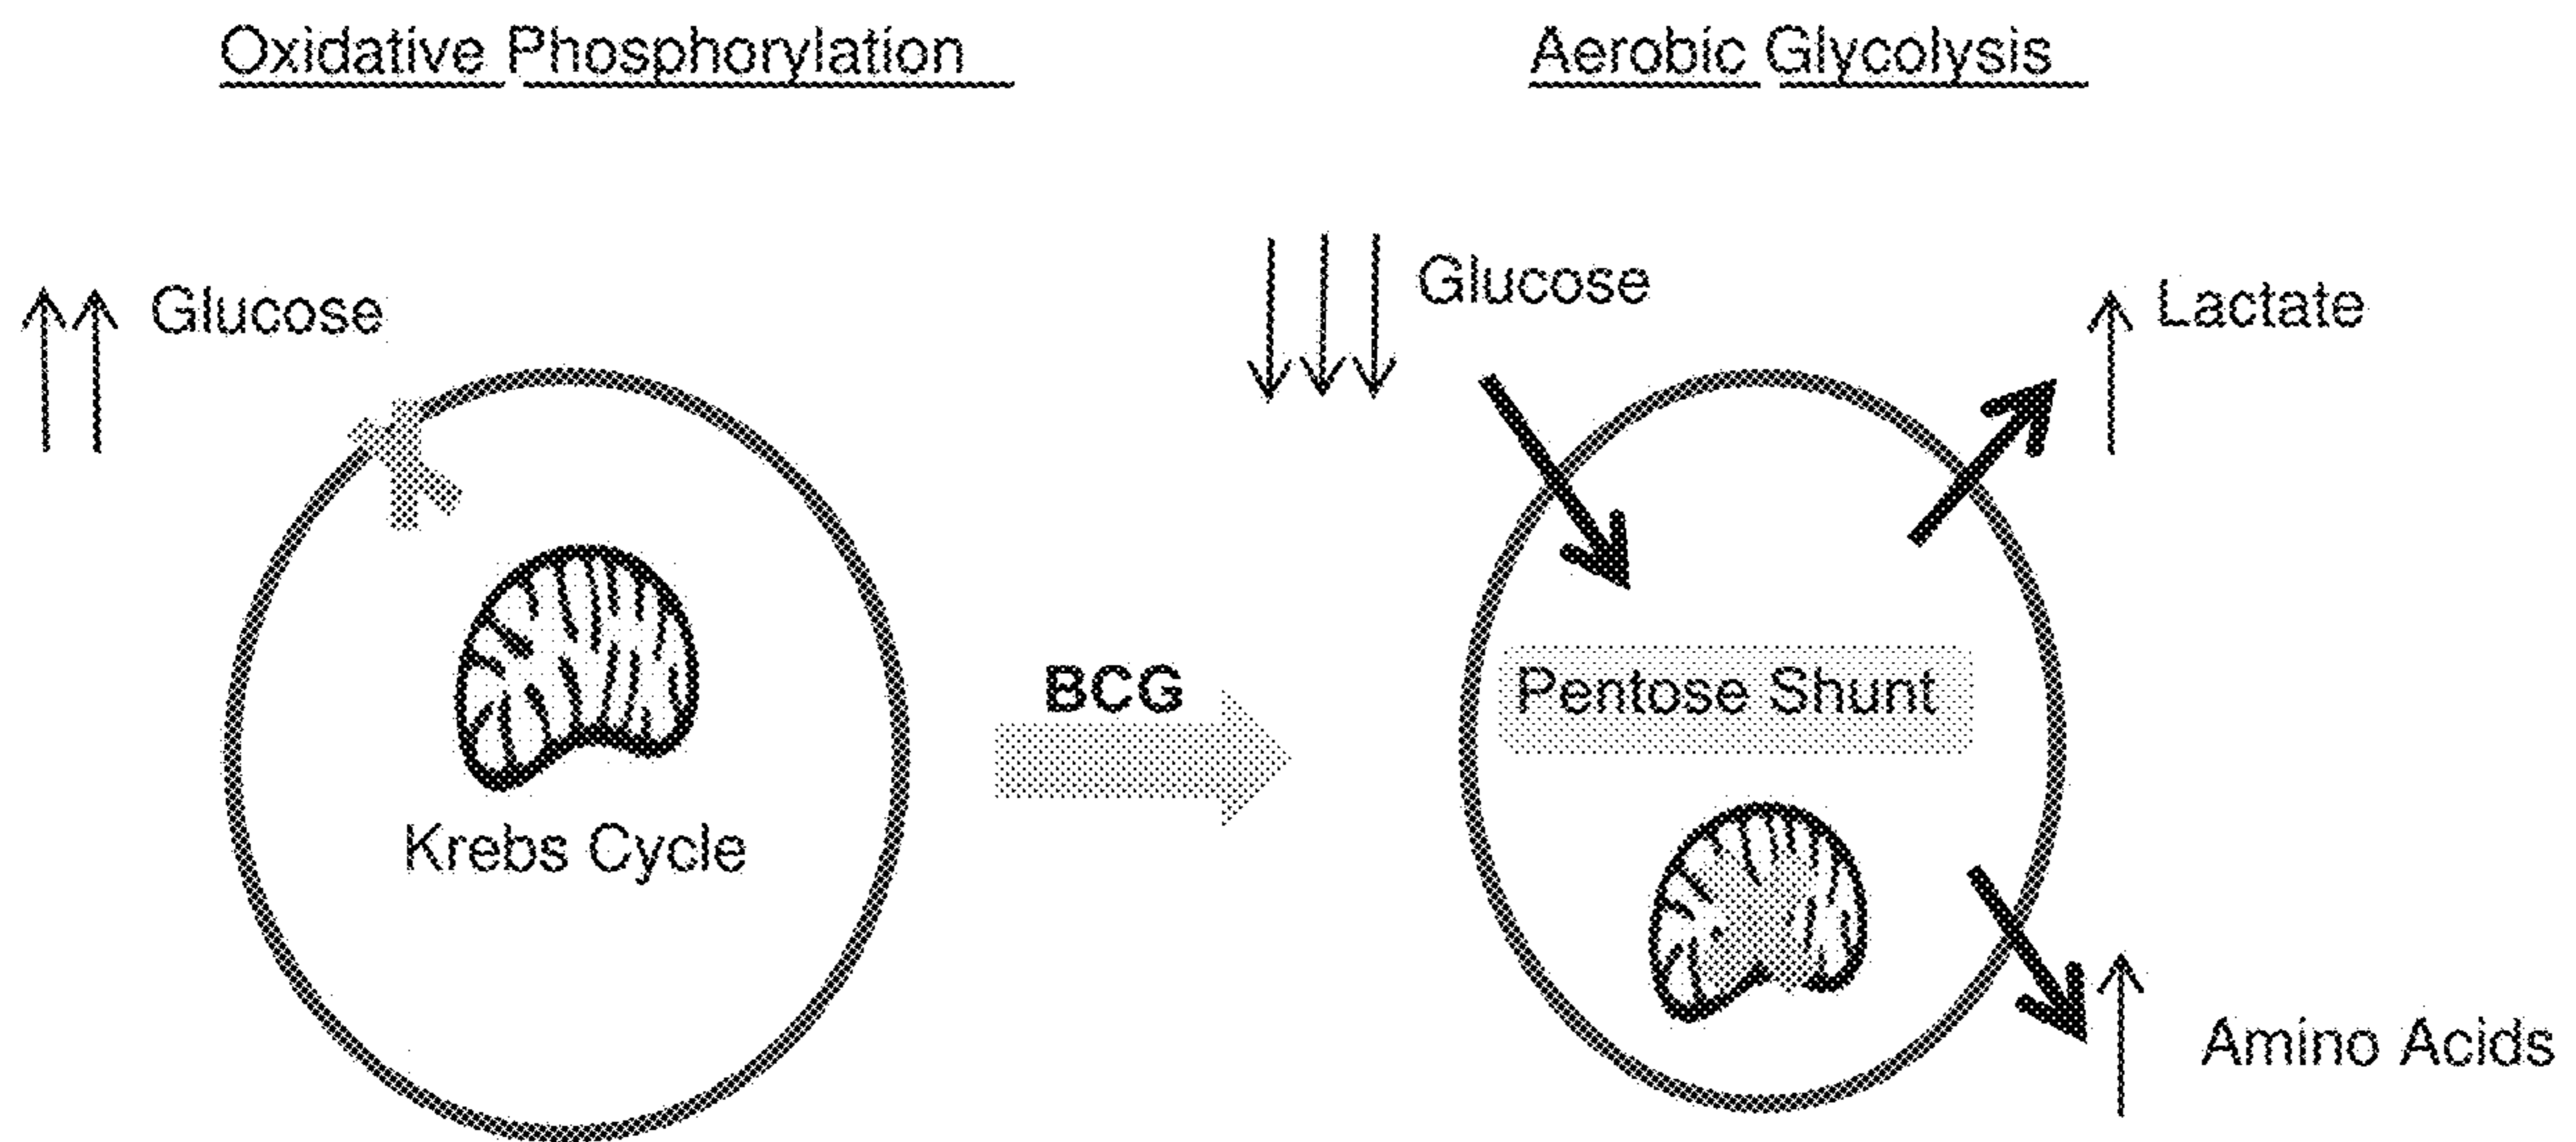 Oxidative Phosphorylation
Aerobic Glycolysis
Glucose
Glucose
Lactate
BCG
Pentose Shunt
Krebs Cycle
Amino Acids